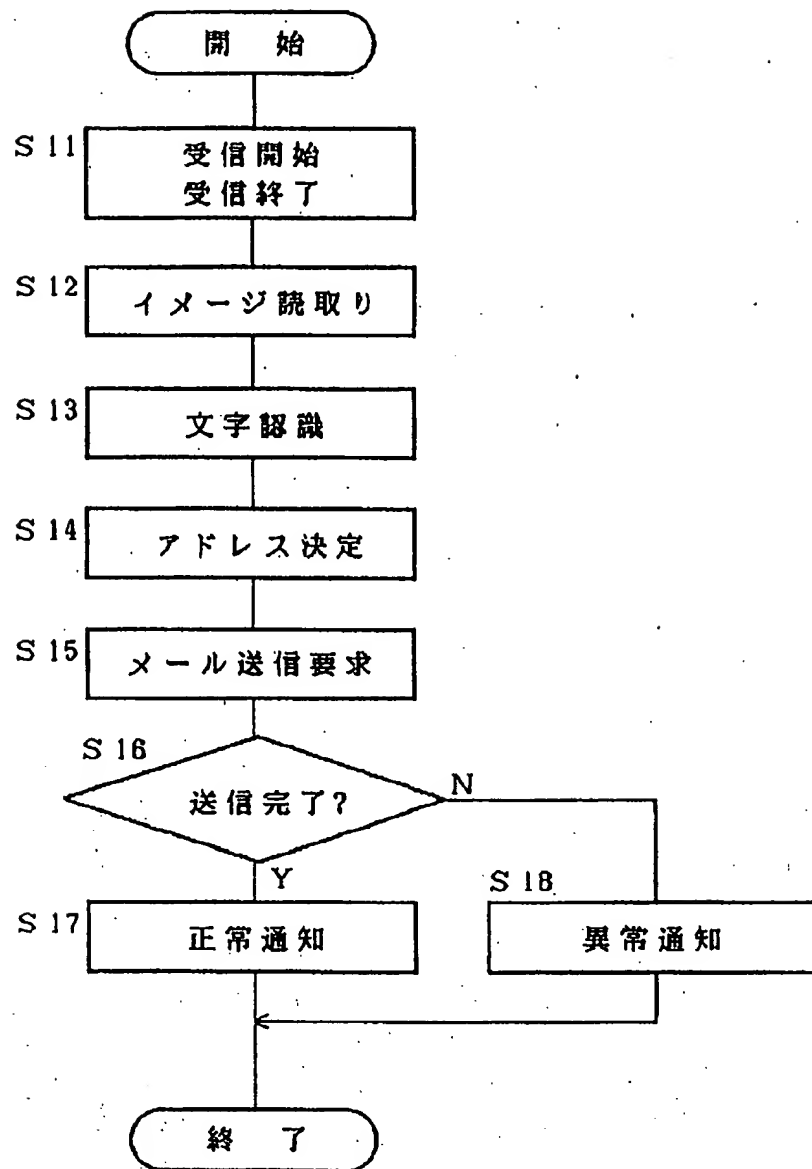 開 始
S 11
受信開始
受信終了
S 12
イメージ読取り
S 13
文字認識
S 14
アドレス決定
S 15
メール送信要求
S 16
送信完了?
N
Y
S 17
正常通知
S 18
異常通知
終 了